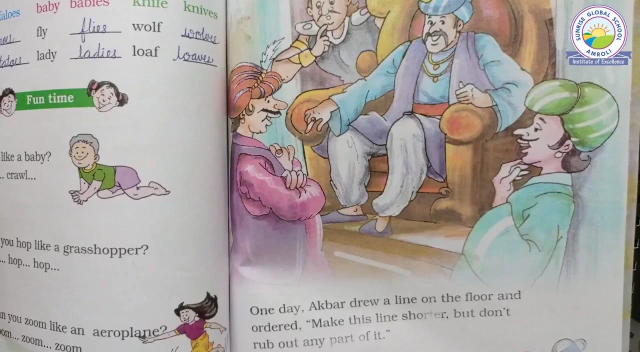 baby babies knife knives
fly flies wolf wolves
lady ladies loaf loaves
Fun time
like a baby?
... crawl...
you hop like a grasshopper?
... hop... hop...
n you zoom like an aeroplane?
zoom... zoom
One day, Akbar drew a line on the floor and
ordered, "Make this line shorter, but don't
rub out any part of it."
SUNRISE GLOBAL SCHOOL
AMROLI
Institute of Excellence